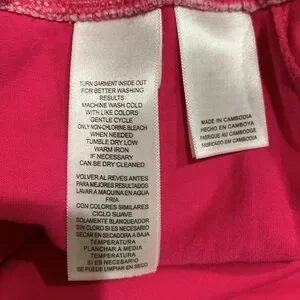 TURN GARMENT INSIDE OUT
FOR BETTER WASHING
RESULTS
MACHINE WASH COLD
WITH LIKE COLORS
GENTLE CYCLE
ONLY NON-CHLORINE BLEACH
WHEN NEEDED
TUMBLE DRY LOW
WARM IRON
IF NECESSARY
CAN BE DRY CLEANED
VOLVER AL REVES ANTES
PARA MEJORES RESULTADOS
LAVAR A MAQUINA EN AGUA
FRIA
CON COLORES SIMILARES
CICLO SUAVE
SOLAMENTE BLANQUEADOR
SIN CLORO SI ES NECESARIO
SECAR EN SECADORA A BAJA
TEMPERATURA
PLANCHAR A MEDIA
TEMPERATURA
SI ES NECESARIO
SE PUEDE LIMPIAR EN SECO
MADE IN CAMBODIA
HECHO EN CAMBOYA
FABRIQUE AU CAMBODGE
FABRICADO EM CAMBODIA